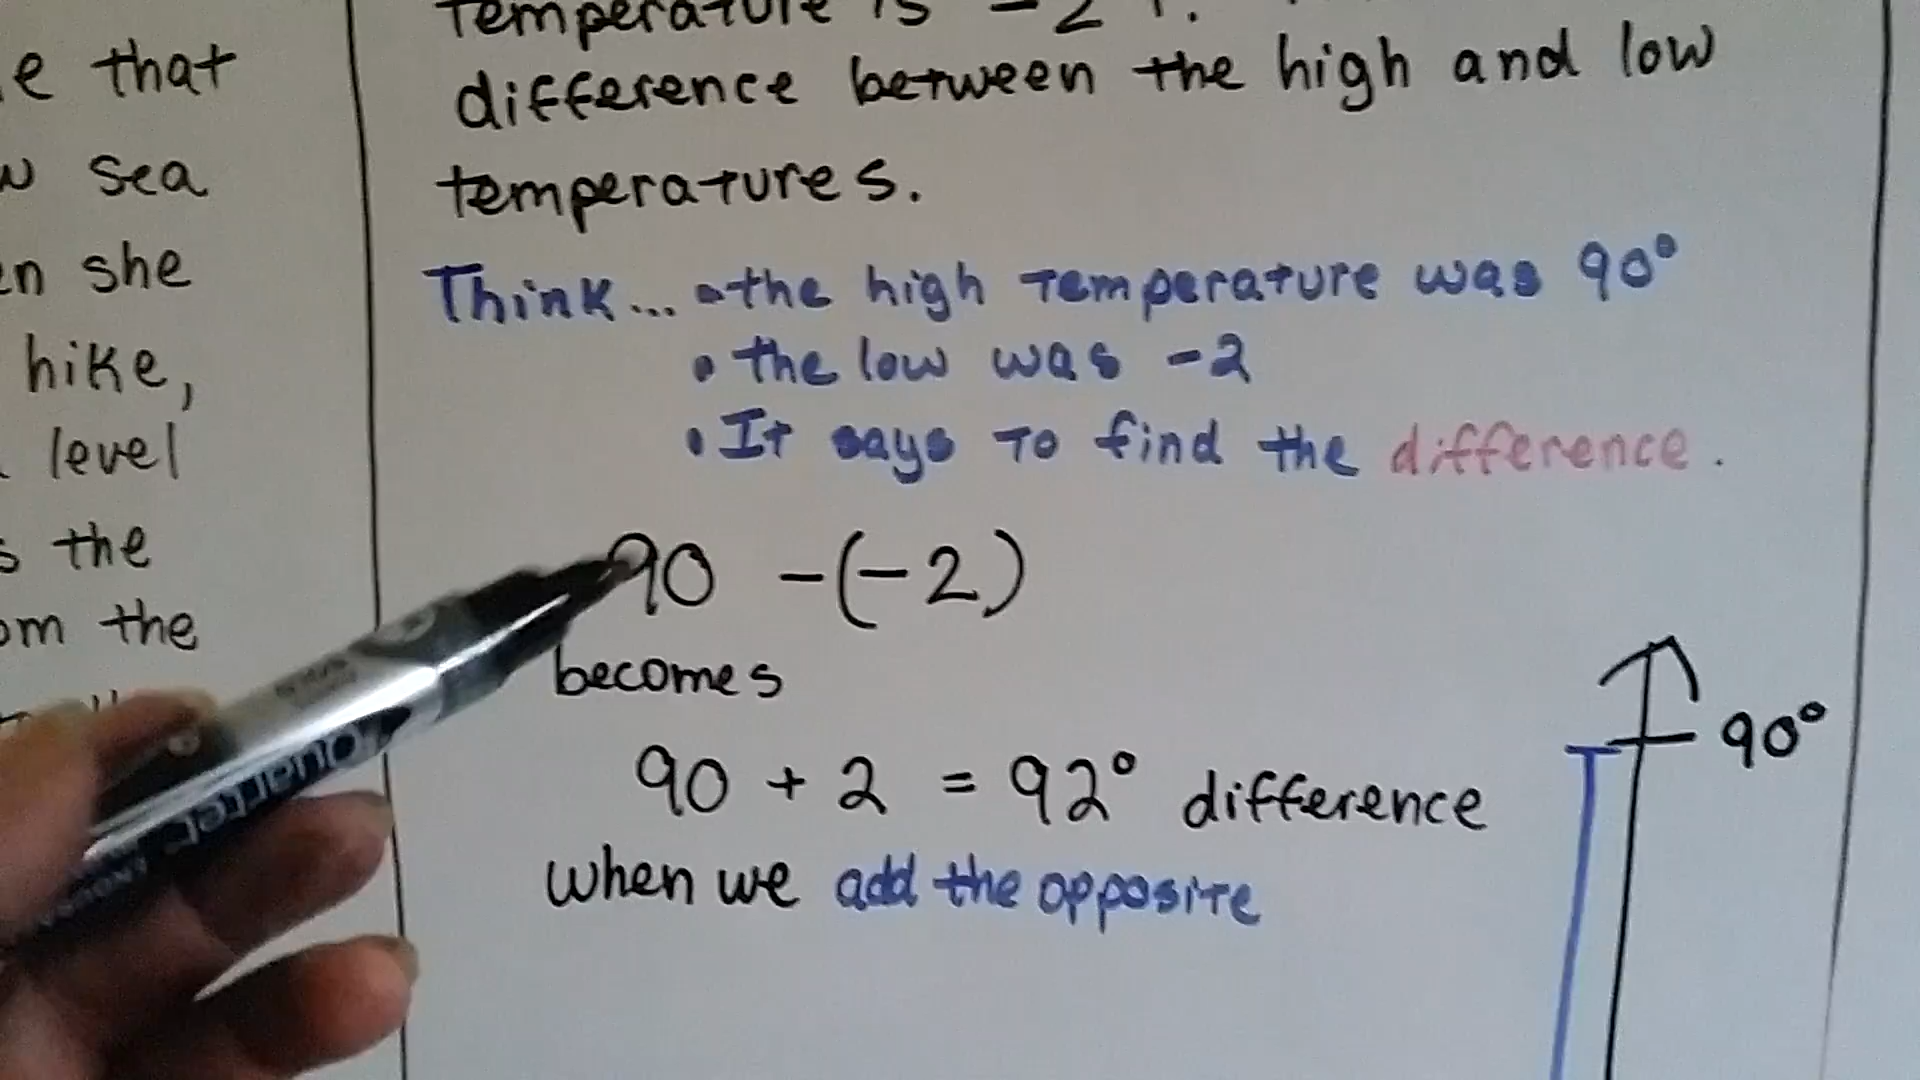 temperature is -2°F.
difference between the high and low
temperatures.
Think... • the high temperature was 90°
• the low was -2
• It says to find the difference.
90 -(-2)
becomes
90 + 2 = 92° difference
when we add the opposite
90°
e that
sea
she
hike,
level
the
the
Quartet